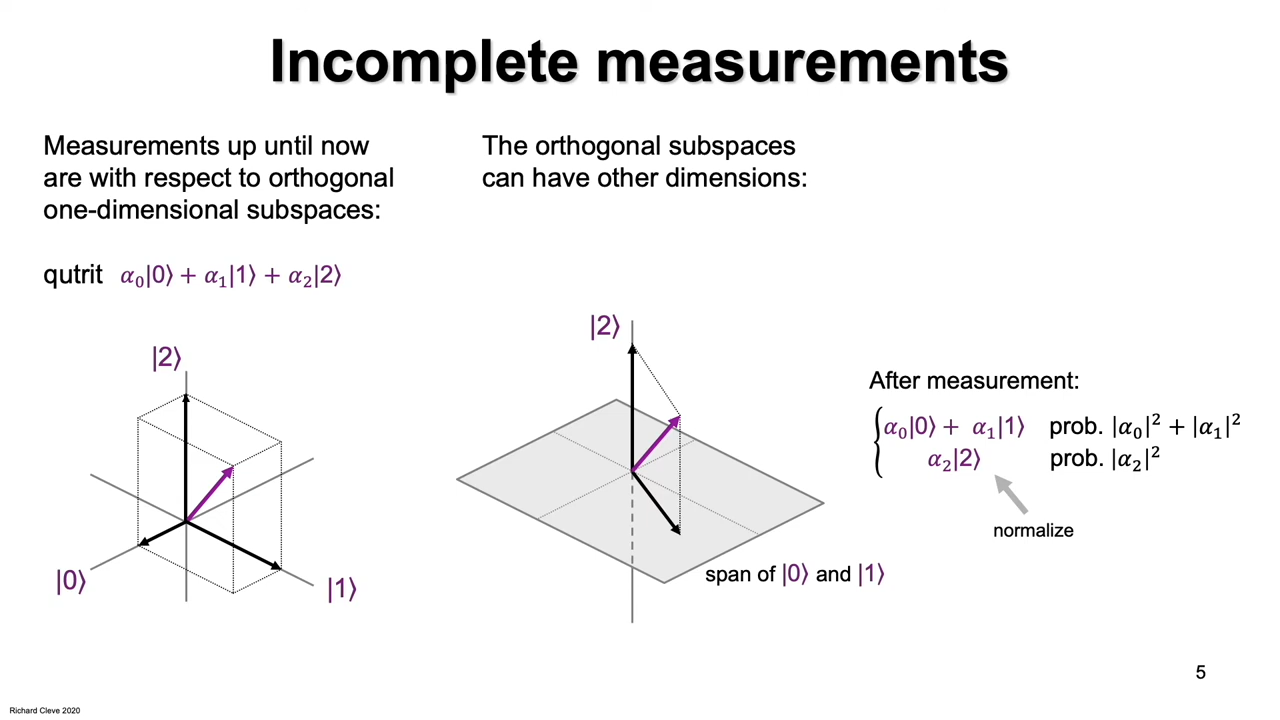 Incomplete measurements
Measurements up until now
are with respect to orthogonal
one-dimensional subspaces:
qutrit α₀|0⟩ + α₁|1⟩ + α₂|2⟩
|2⟩
|0⟩
|1⟩
The orthogonal subspaces
can have other dimensions:
|2⟩
span of |0⟩ and |1⟩
After measurement:
α₀|0⟩ + α₁|1⟩ prob. |α₀|² + |α₁|²
α₂|2⟩ prob. |α₂|²
normalize
5
Richard Cleve 2020